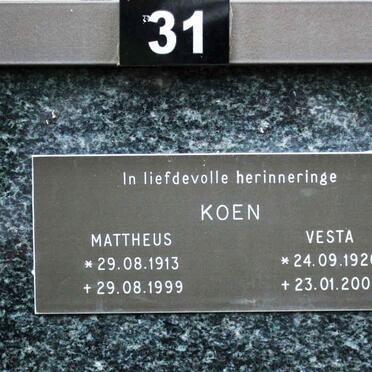 31
In liefdevolle herinneringe
KOEN
MATTHEUS
*29.08.1913
+29.08.1999
VESTA
*24.09.192
+23.01.200